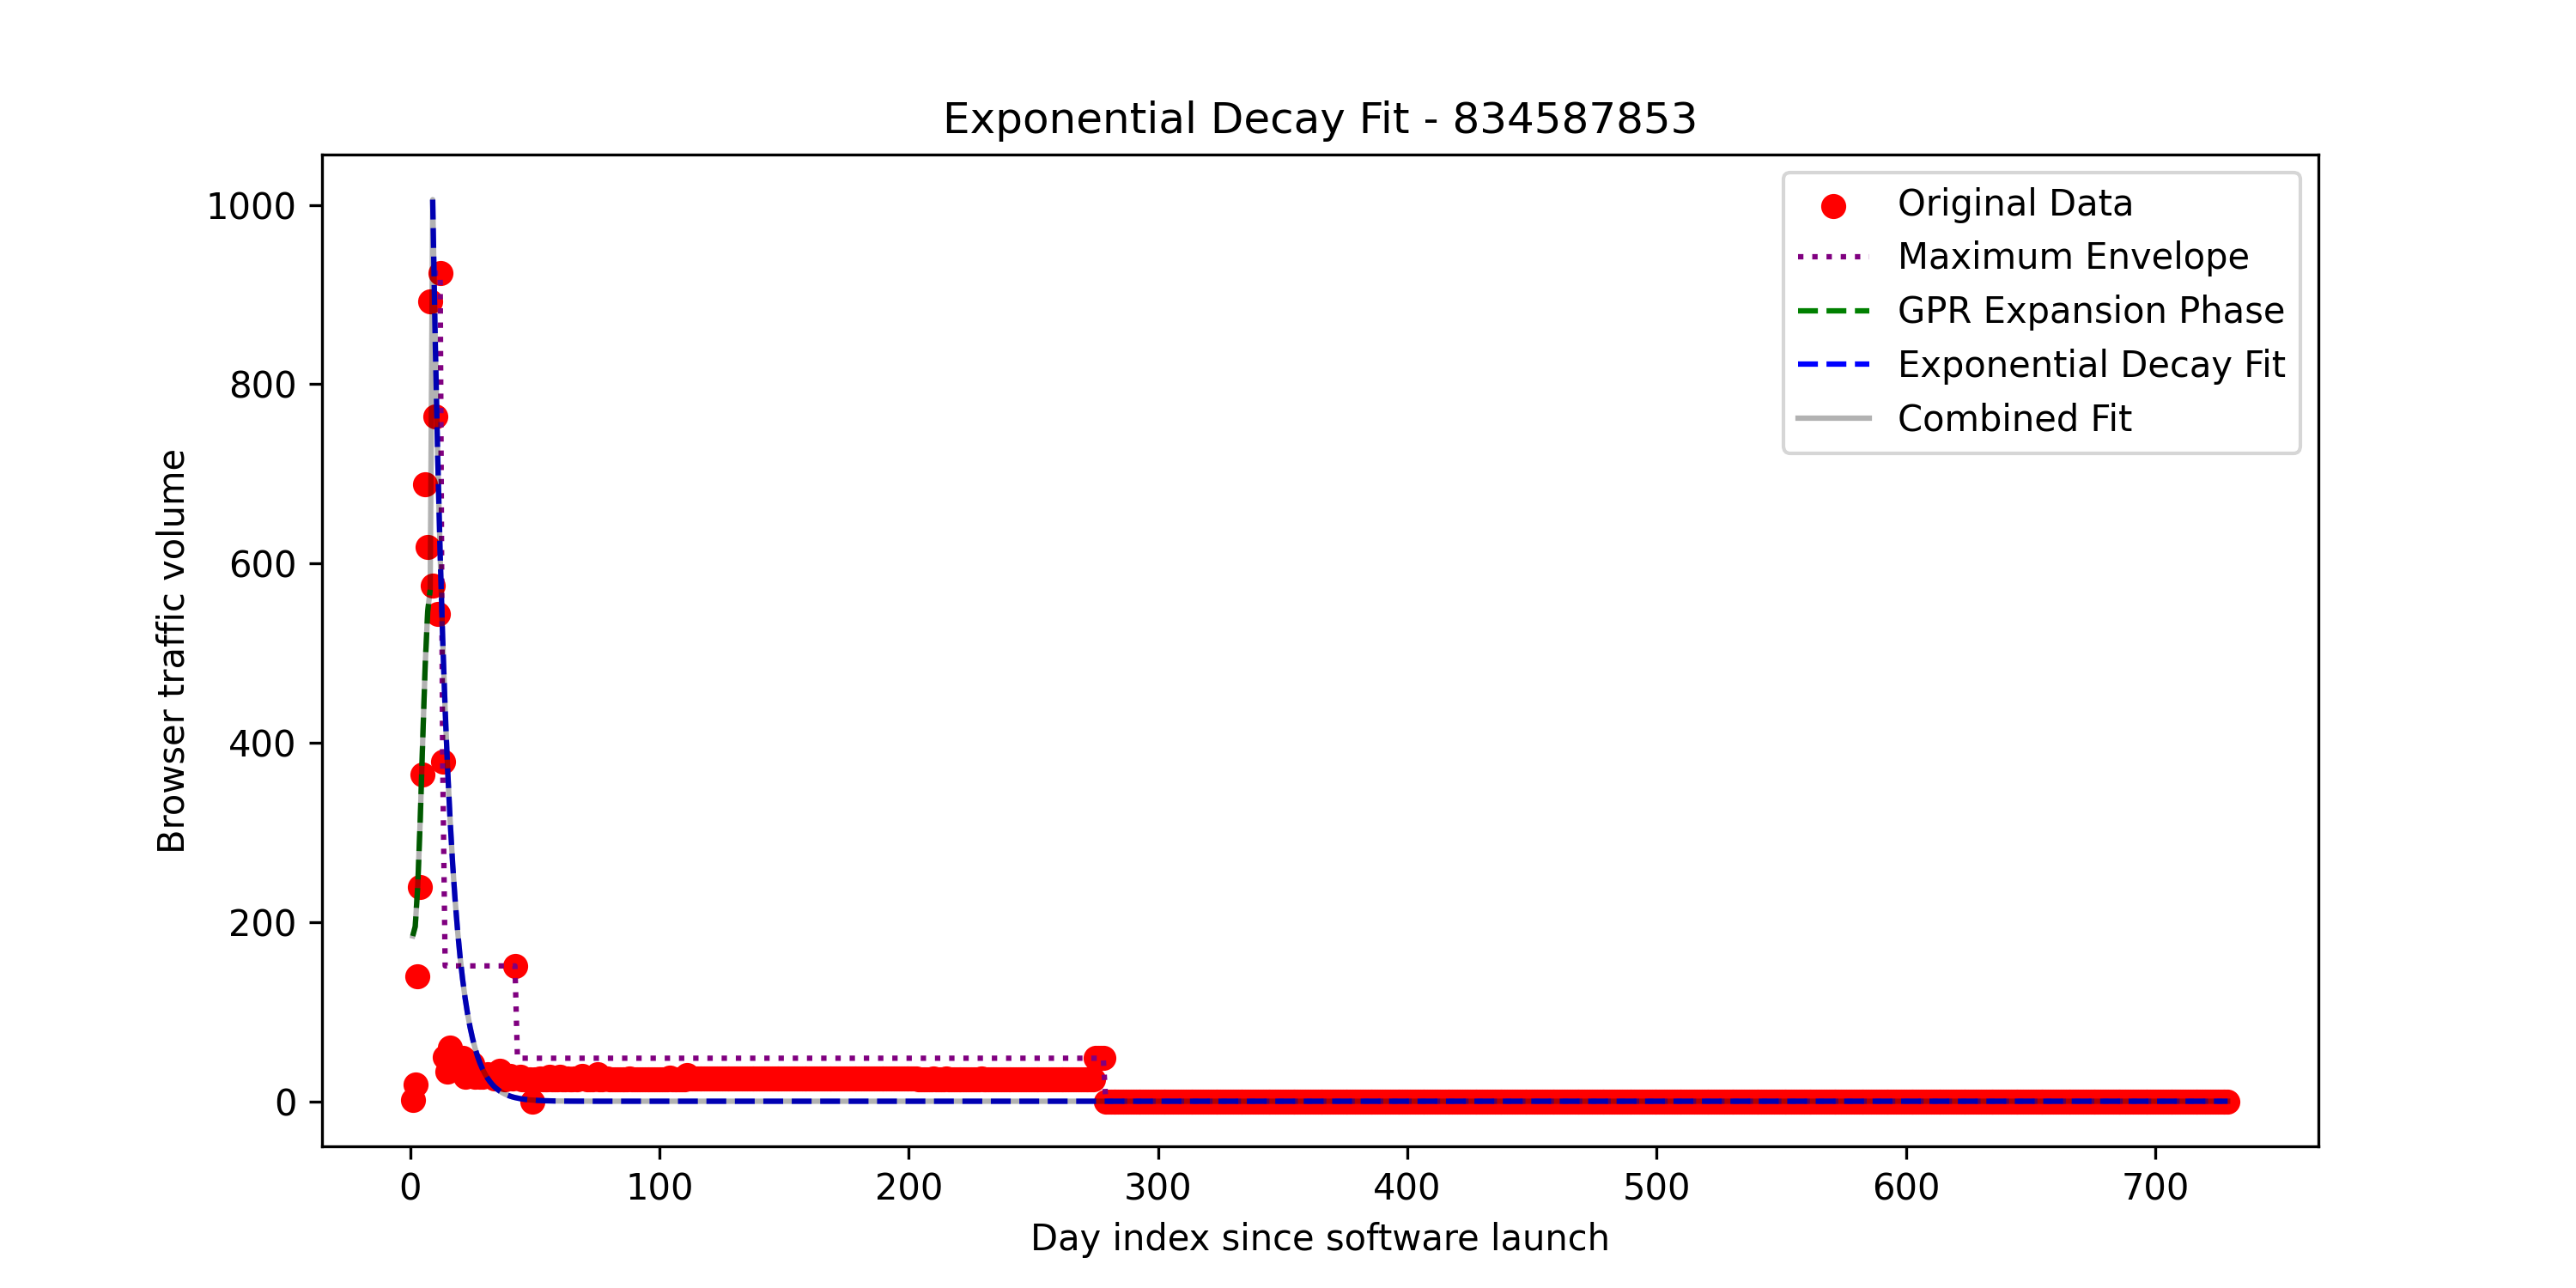 Exponential Decay Fit - 834587853
Original Data
Maximum Envelope
GPR Expansion Phase
Exponential Decay Fit
Combined Fit
Browser traffic volume
1000
800
600
400
200
0
0 100 200 300 400 500 600 700
Day index since software launch